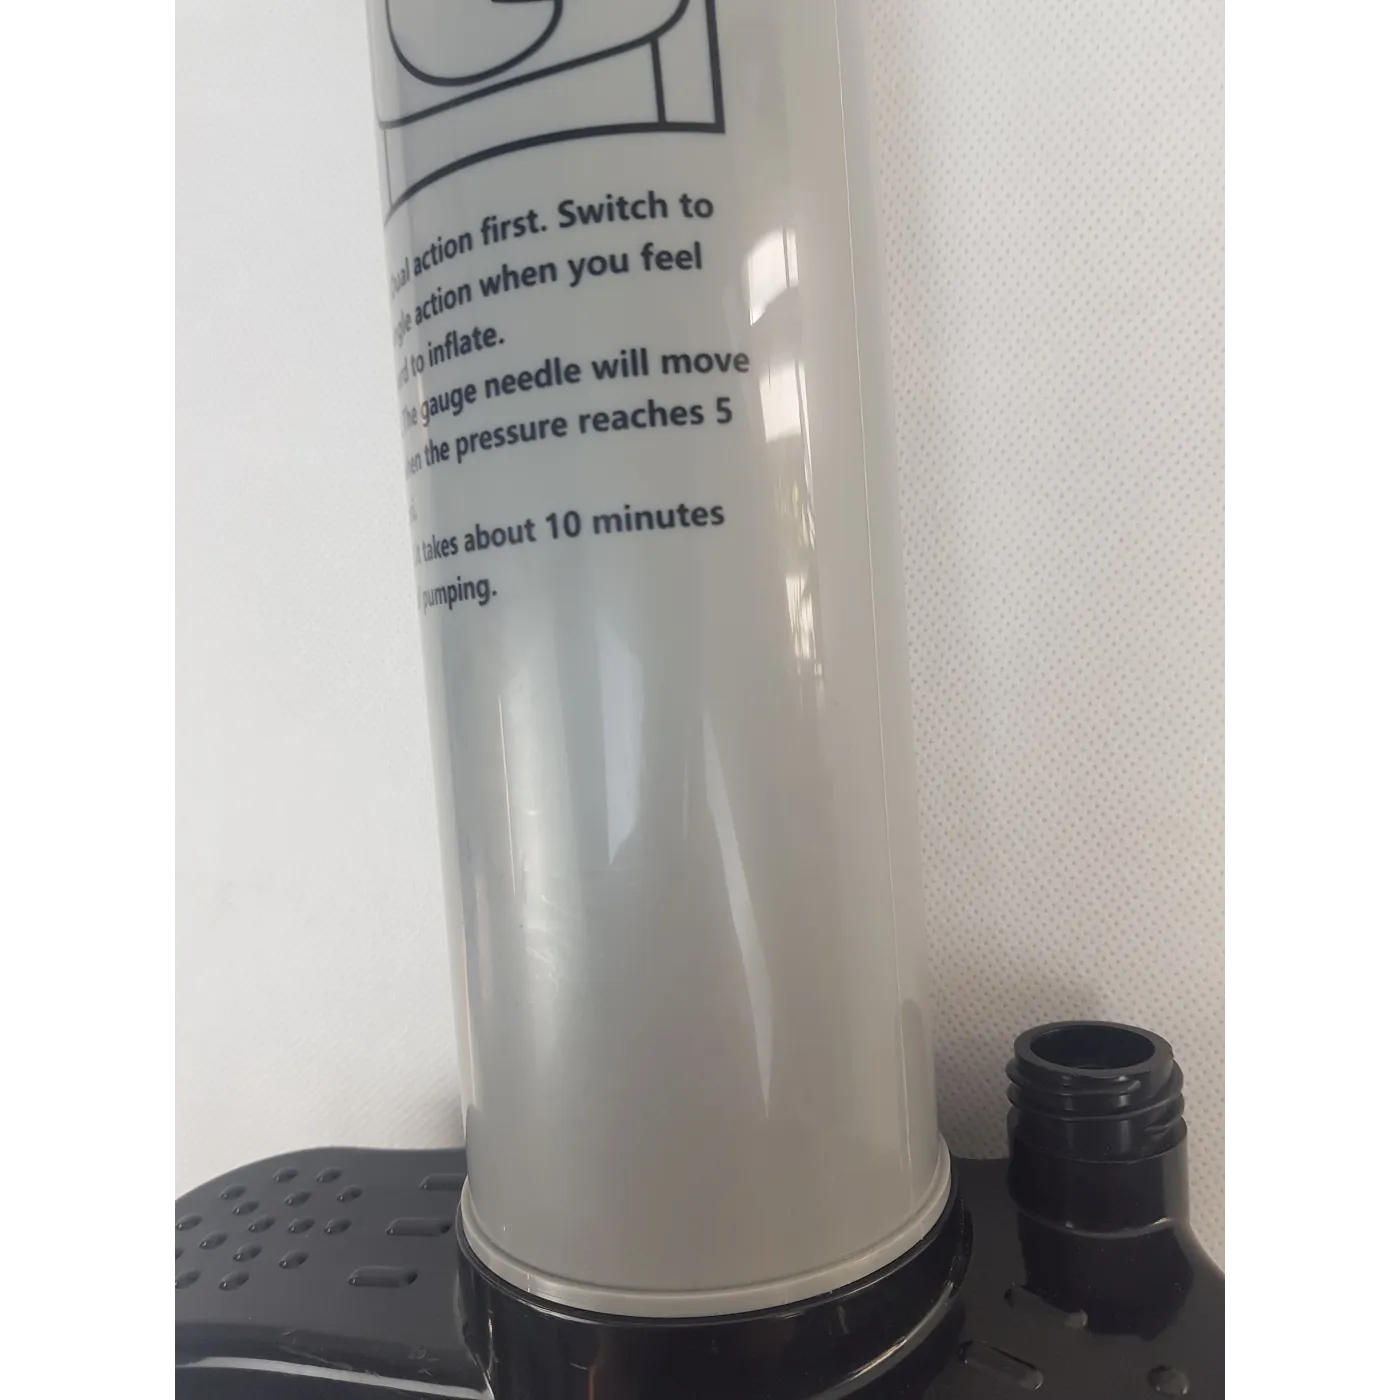 action first. Switch to
action when you feel
to inflate.
The gauge needle will move
the pressure reaches 5
takes about 10 minutes
pumping.